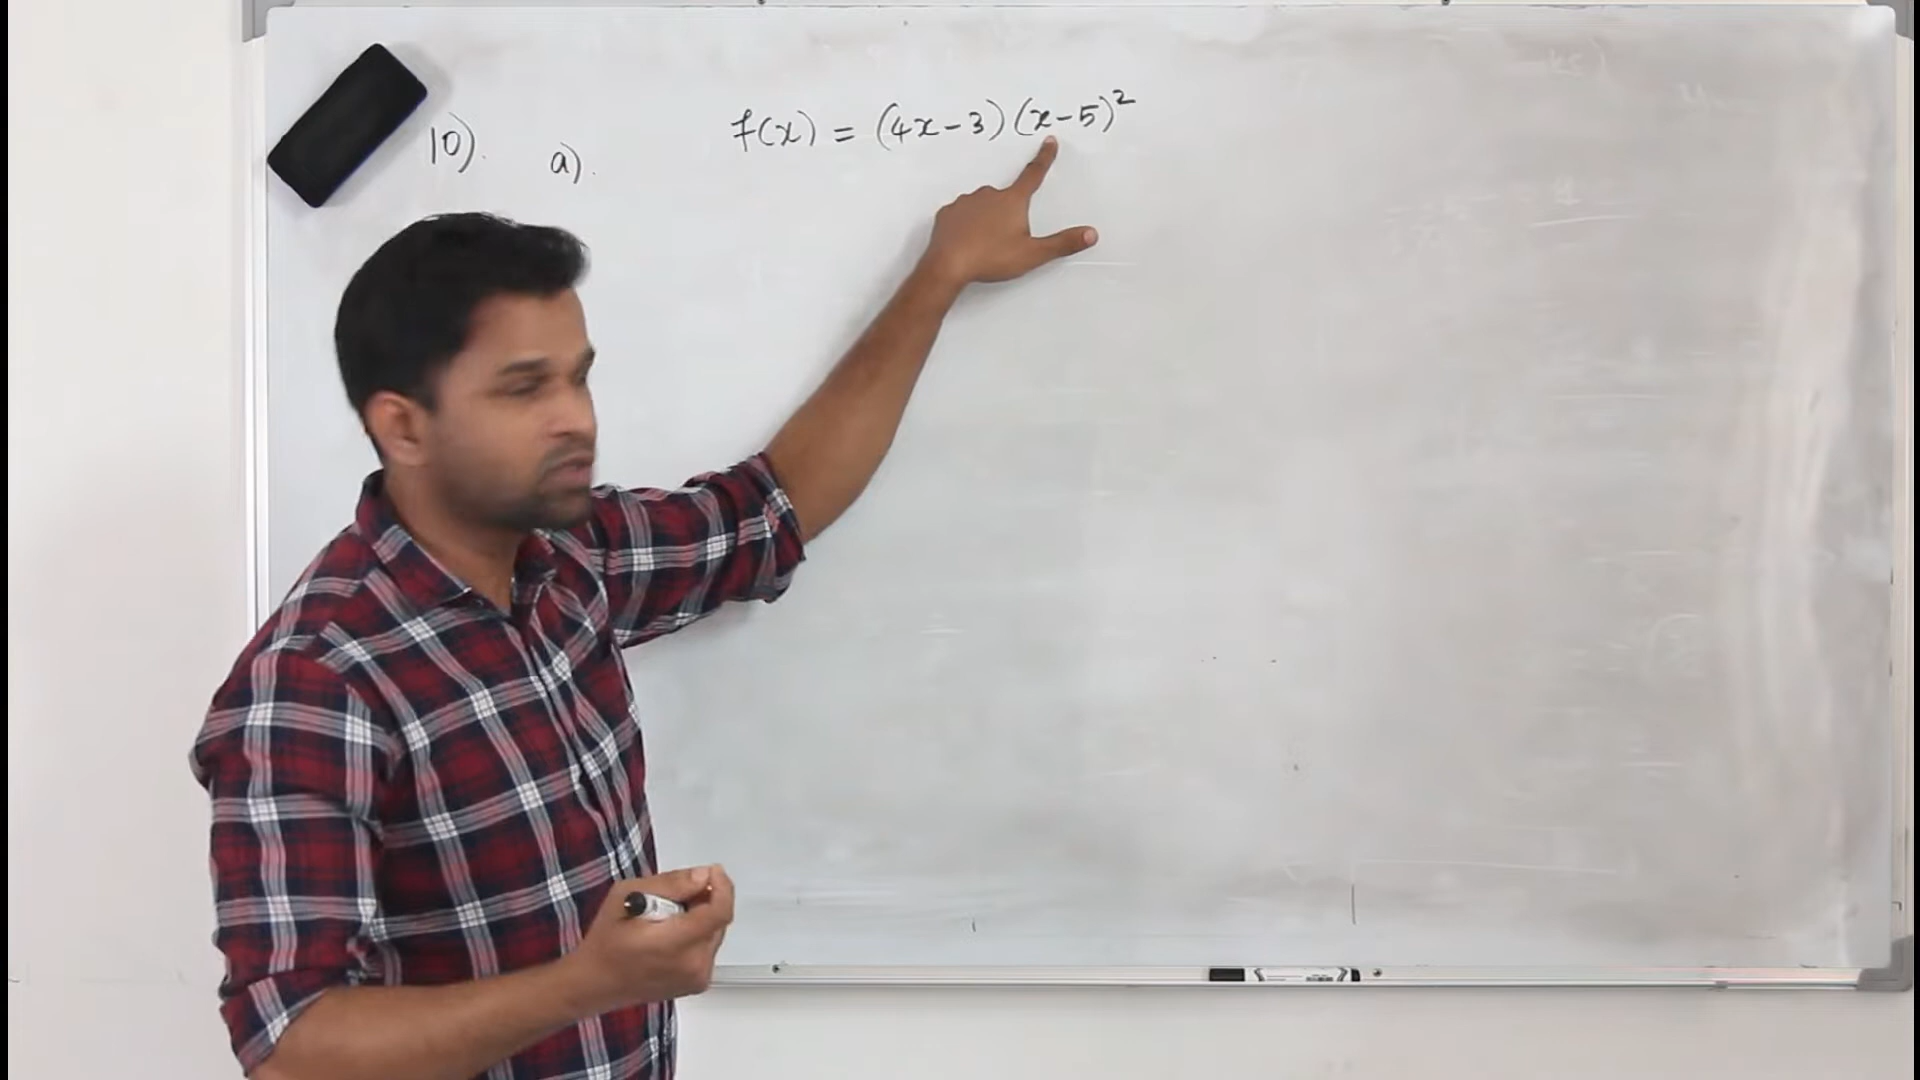 10). a). f(x) = (4x-3)(x-5)²